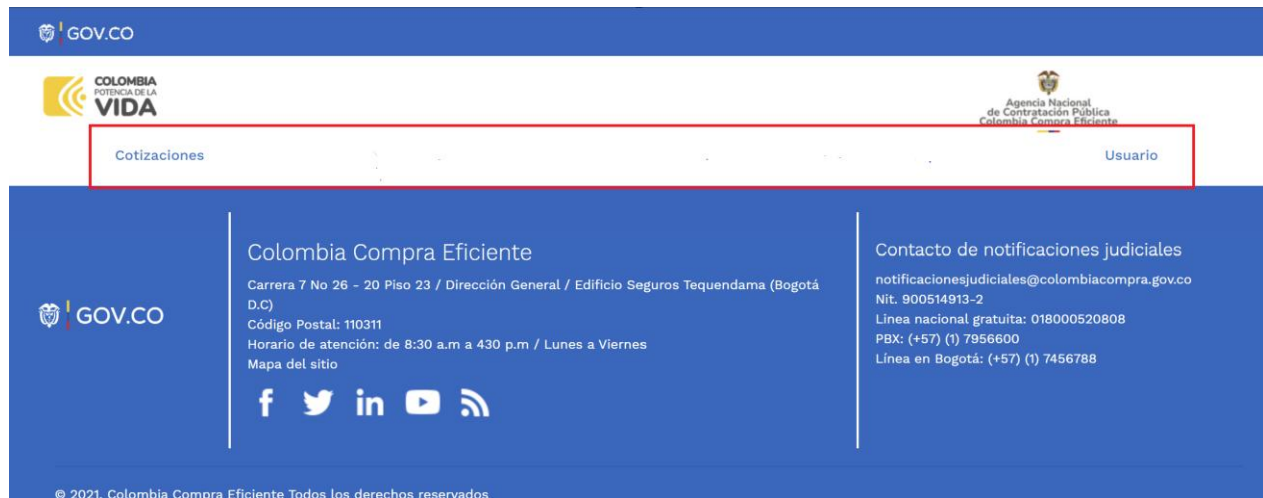 GOV.CO
COLOMBIA
POTENCIA DE LA
VIDA
Agencia Nacional
de Contratación Pública
Colombia Compra Eficiente
Cotizaciones
Usuario
GOV.CO
Colombia Compra Eficiente
Carrera 7 No 26 - 20 Piso 23 / Dirección General / Edificio Seguros Tequendama (Bogotá
D.C)
Código Postal: 110311
Horario de atención: de 8:30 a.m a 430 p.m / Lunes a Viernes
Mapa del sitio
Contacto de notificaciones judiciales
notificacionesjudiciales@colombiacompra.gov.co
Nit. 900514913-2
Linea nacional gratuita: 018000520808
PBX: (+57) (1) 7956600
Línea en Bogotá: (+57) (1) 7456788
© 2021. Colombia Compra Eficiente Todos los derechos reservados